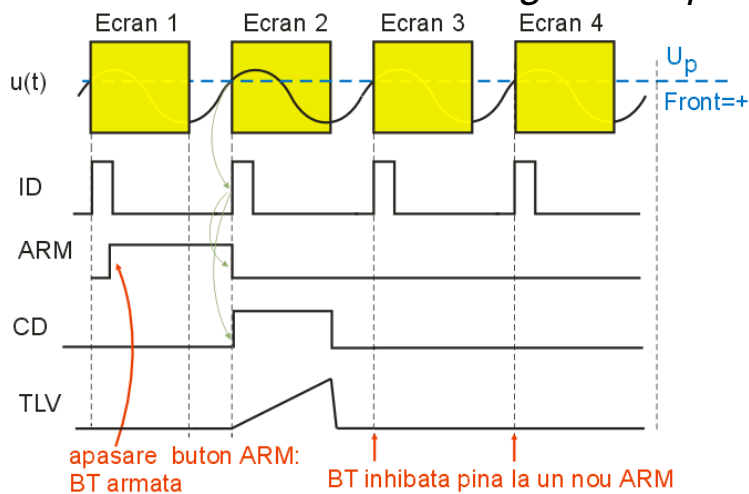 Ecran 1 Ecran 2 Ecran 3 Ecran 4
u(t)
Up
Front=+
ID
ARM
CD
TLV
apasare buton ARM:
BT armata
BT inhibata pina la un nou ARM